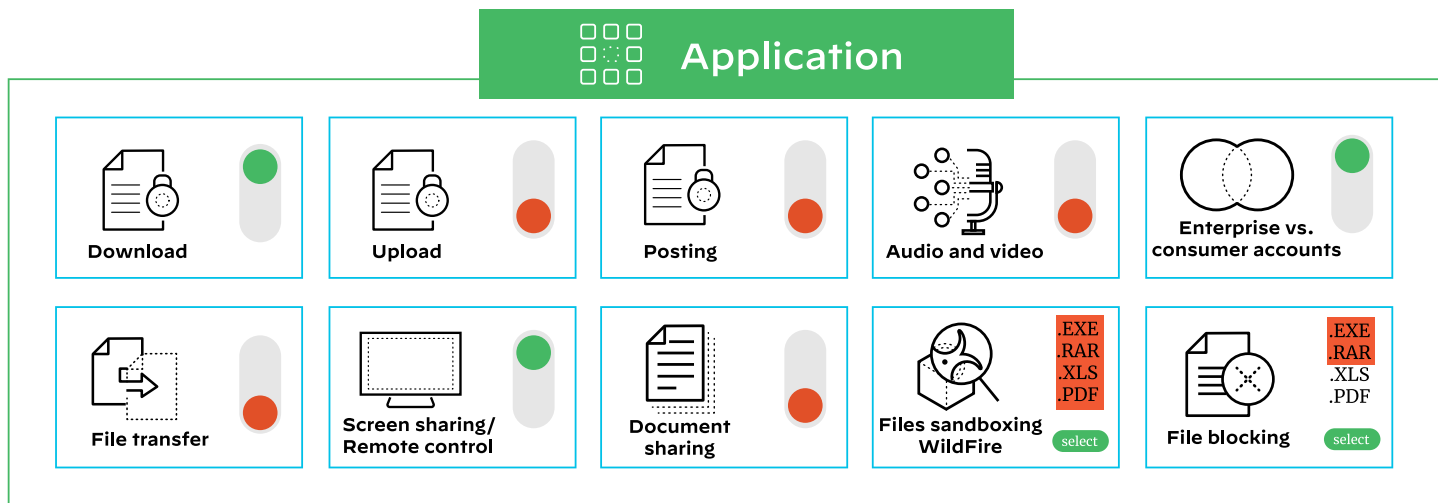 Application
Download
Upload
Posting
Audio and video
Enterprise vs.
consumer accounts
File transfer
Screen sharing/
Remote control
Document
sharing
Files sandboxing
WildFire
.EXE
.RAR
.XLS
.PDF
select
File blocking
.EXE
.RAR
.XLS
.PDF
select